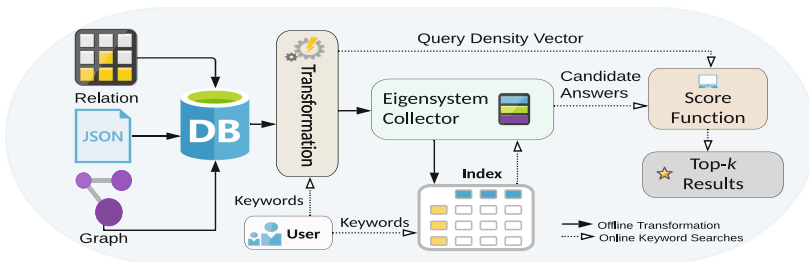 Relation
JSON
Graph
DB
Transformation
Query Density Vector
Eigensystem
Collector
Candidate
Answers
Score
Function
Top-k
Results
Index
Keywords
Keywords
User
Offline Transformation
Online Keyword Searches